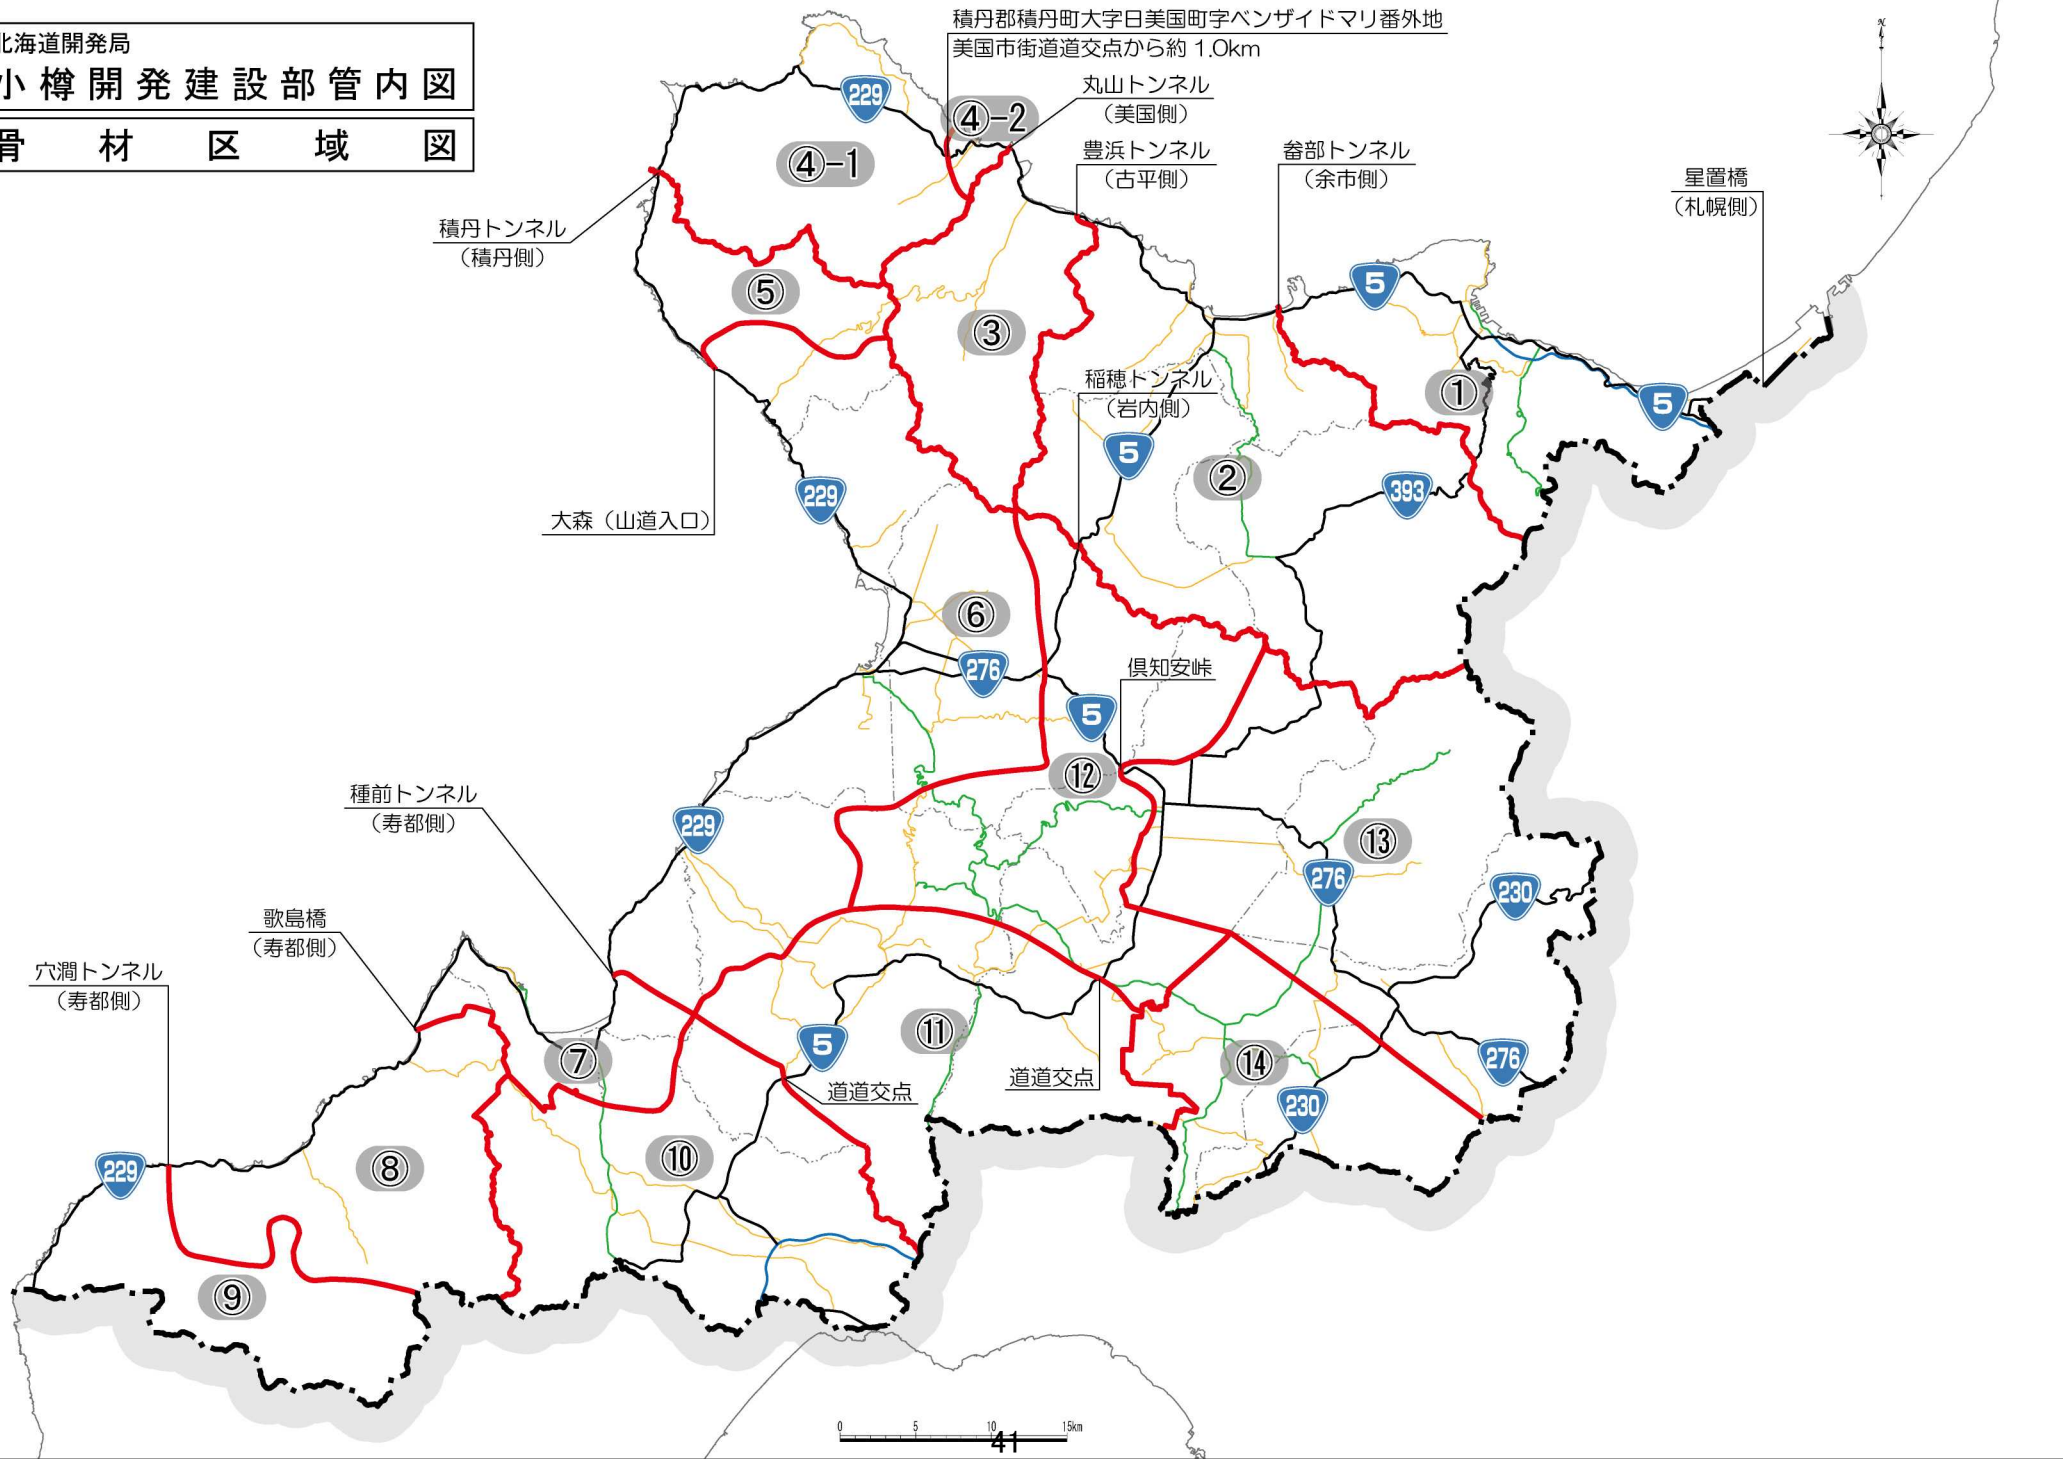 北海道開発局
小樽開発建設部管内図
骨材区域図
積丹郡積丹町大字日美国町字ベンザイドマリ番外地
美国市街道道交点から約 1.0km
丸山トンネル
（美国側）
229
④-2
④-1
豊浜トンネル
（古平側）
畚部トンネル
（余市側）
星置橋
（札幌側）
N
積丹トンネル
（積丹側）
⑤
③
5
①
5
稲穂トンネル
（岩内側）
5
②
393
229
大森（山道入口）
⑥
276
倶知安峠
5
⑫
種前トンネル
（寿都側）
229
⑬
276
230
歌島橋
（寿都側）
穴澗トンネル
（寿都側）
⑦
5
⑪
道道交点
道道交点
⑭
276
230
229
⑧
⑩
⑨
0 5 10 15km
41